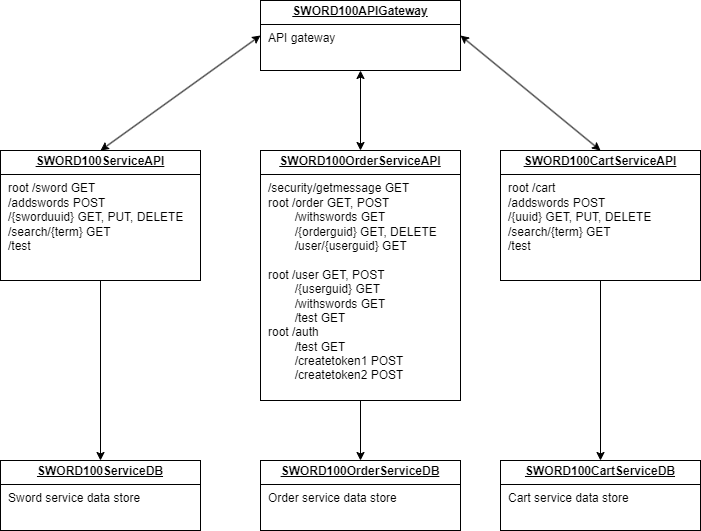 SWORD100APIGateway
API gateway
SWORD100ServiceAPI
root /sword GET
/addswords POST
/{sworduuid} GET, PUT, DELETE
/search/{term} GET
/test
SWORD100OrderServiceAPI
/security/getmessage GET
root /order GET, POST
/withswords GET
/{orderguid} GET, DELETE
/user/{userguid} GET
root /user GET, POST
/{userguid} GET
/withswords GET
/test GET
root /auth
/test GET
/createtoken1 POST
/createtoken2 POST
SWORD100CartServiceAPI
root /cart
/addswords POST
/{uuid} GET, PUT, DELETE
/search/{term} GET
/test
SWORD100ServiceDB
Sword service data store
SWORD100OrderServiceDB
Order service data store
SWORD100CartServiceDB
Cart service data store